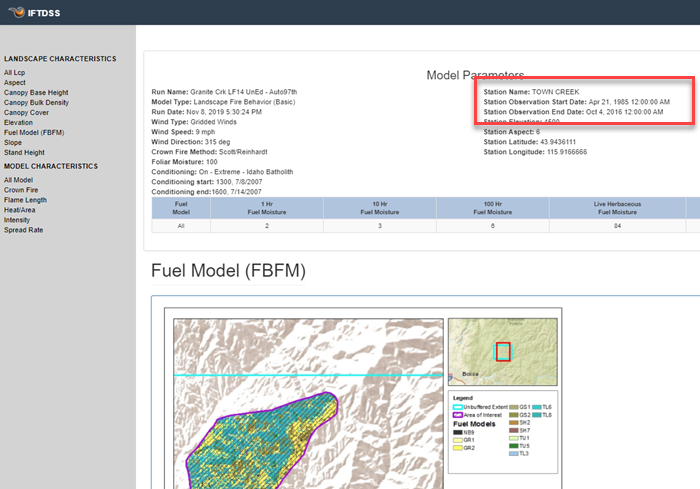 IFTDSS
LANDSCAPE CHARACTERISTICS
All Lcp
Aspect
Canopy Base Height
Canopy Bulk Density
Canopy Cover
Elevation
Fuel Model (FBFM)
Slope
Stand Height
MODEL CHARACTERISTICS
All Model
Crown Fire
Flame Length
Heat/Area
Intensity
Spread Rate
Model Parameters
Run Name: Granite Crk LF14 UnEd - Auto97th
Model Type: Landscape Fire Behavior (Basic)
Run Date: Nov 8, 2019 5:30:24 PM
Wind Type: Gridded Winds
Wind Speed: 9 mph
Wind Direction: 315 deg
Crown Fire Method: Scott/Reinhardt
Foliar Moisture: 100
Conditioning: On - Extreme - Idaho Batholith
Conditioning start: 1300, 7/8/2007
Conditioning end:1600, 7/14/2007
Station Name: TOWN CREEK
Station Observation Start Date: Apr 21, 1985 12:00:00 AM
Station Observation End Date: Oct 4, 2016 12:00:00 AM
Station Elevation: 4500
Station Aspect: 6
Station Latitude: 43.9436111
Station Longitude: 115.9166666
Fuel Model 1 Hr Fuel Moisture 10 Hr Fuel Moisture 100 Hr Fuel Moisture Live Herbaceous Fuel Moisture
All 2 3 6 84
Fuel Model (FBFM)
Boise
Legend
Unbuffered Extent
Area of Interest
Fuel Models
NB9
GR1
GR2
GS1
GS2
SH2
SH7
TU1
TU5
TL3
TL6
TL8